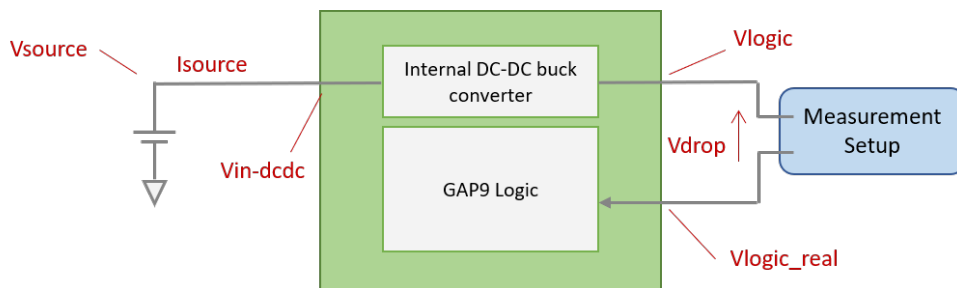 Vsource
Isource
Vin-dcdc
Internal DC-DC buck
converter
GAP9 Logic
Vlogic
Vdrop
Measurement
Setup
Vlogic_real